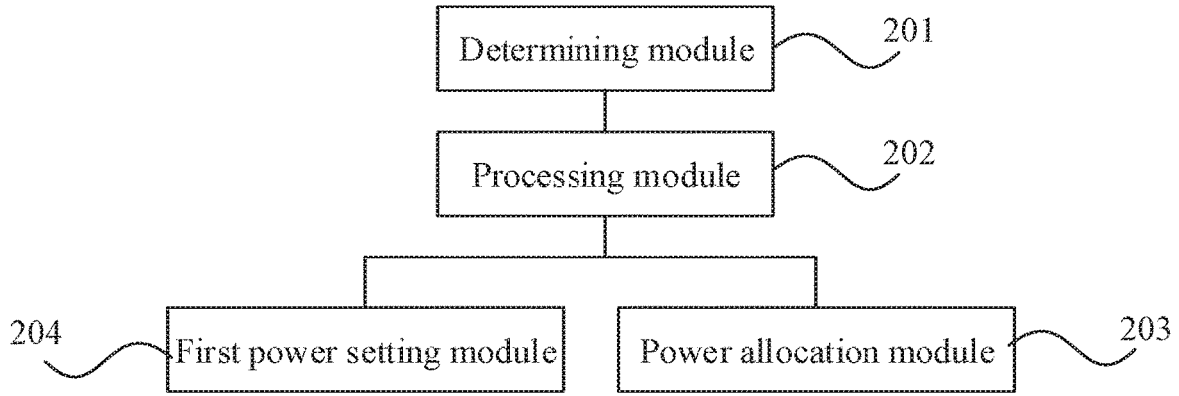 Determining module
201
Processing module
202
204
First power setting module
Power allocation module
203